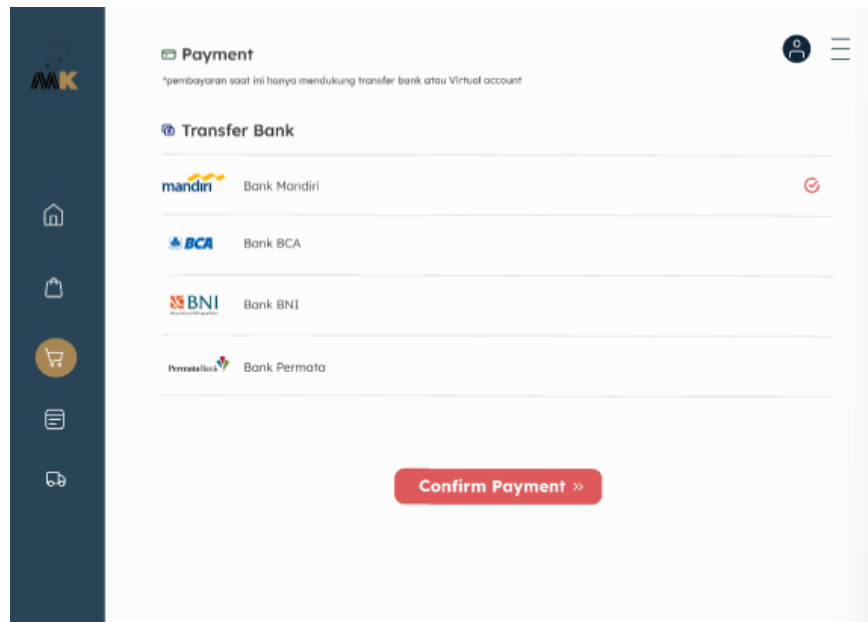 MK
Payment
*pembayaran saat ini hanya mendukung transfer bank atau Virtual account
Transfer Bank
mandiri Bank Mandiri
BCA Bank BCA
BNI Bank BNI
PermataBank Bank Permata
Confirm Payment »